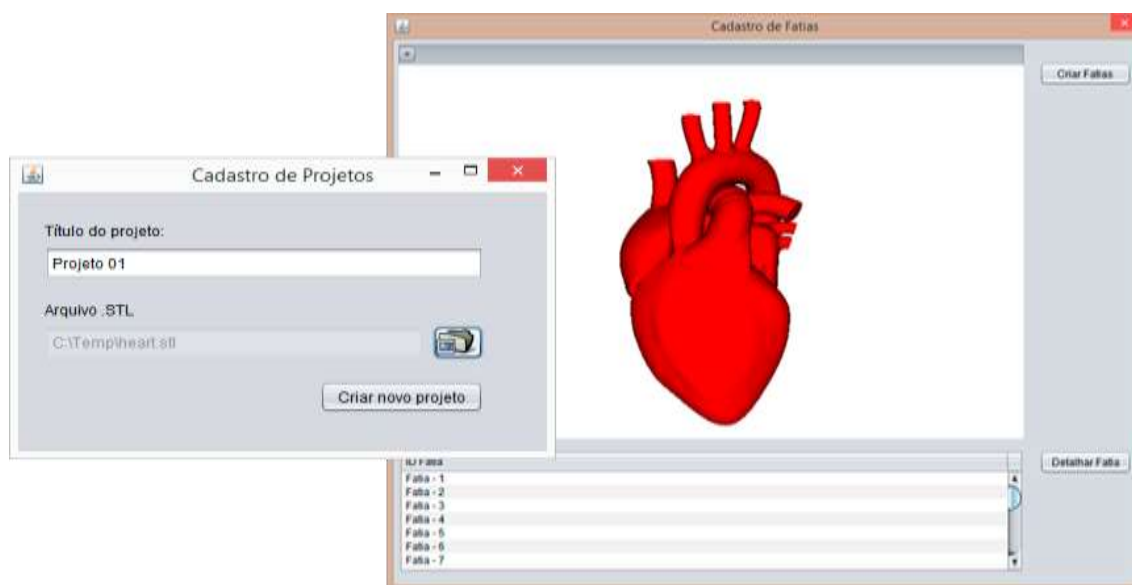 Cadastro de Fatias
Criar Fatias
Cadastro de Projetos
Título do projeto:
Projeto 01
Arquivo .STL
C:\Temp\heart.stl
Criar novo projeto
ID Fatia
Fatia - 1
Fatia - 2
Fatia - 3
Fatia - 4
Fatia - 5
Fatia - 6
Fatia - 7
Detalhar Fatia